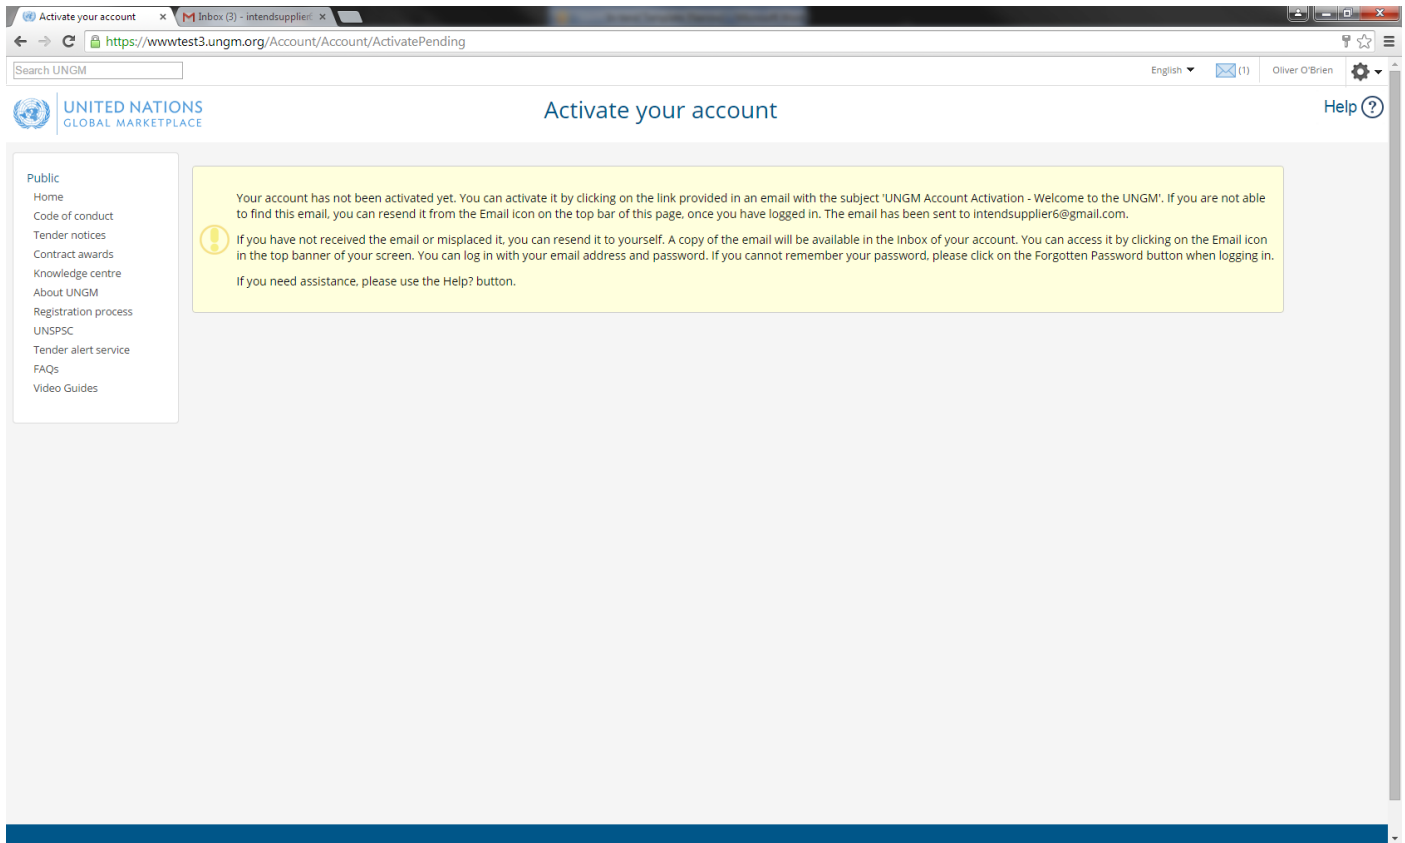 Activate your account
Inbox (3) - intendsupplier
https://wwwtest3.ungm.org/Account/Account/ActivatePending
Search UNGM
English
(1)
Oliver O'Brien
UNITED NATIONS
GLOBAL MARKETPLACE
Activate your account
Help ?
Public
Home
Code of conduct
Tender notices
Contract awards
Knowledge centre
About UNGM
Registration process
UNSPSC
Tender alert service
FAQs
Video Guides
Your account has not been activated yet. You can activate it by clicking on the link provided in an email with the subject 'UNGM Account Activation - Welcome to the UNGM'. If you are not able
to find this email, you can resend it from the Email icon on the top bar of this page, once you have logged in. The email has been sent to intendsupplier6@gmail.com.
If you have not received the email or misplaced it, you can resend it to yourself. A copy of the email will be available in the Inbox of your account. You can access it by clicking on the Email icon
in the top banner of your screen. You can log in with your email address and password. If you cannot remember your password, please click on the Forgotten Password button when logging in.
If you need assistance, please use the Help? button.